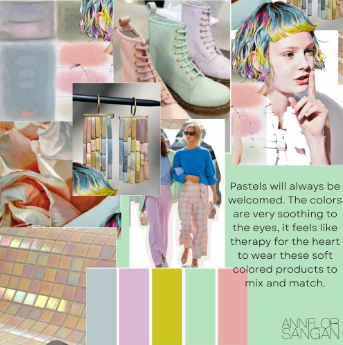 Pastels will always be
welcomed. The colors
are very soothing to
the eyes, it feels like
therapy for the heart
to wear these soft
colored products to
mix and match.
ANNFLOR
SANGAN